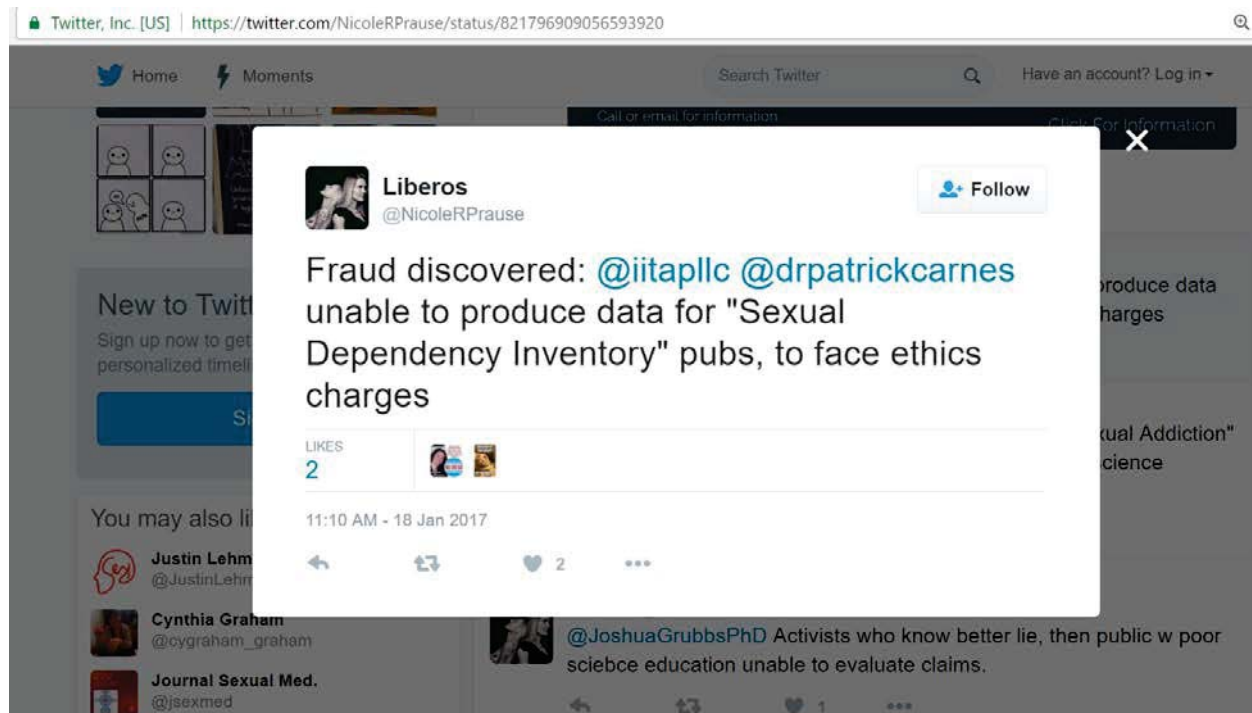 Twitter, Inc. [US] | https://twitter.com/NicoleRPrause/status/821796909056593920
Home Moments Search Twitter Have an account? Log in
Call or email for information
Click For Information
Liberos
@NicoleRPrause
Follow
Fraud discovered: @iitapllc @drpatrickcarnes
unable to produce data for "Sexual
Dependency Inventory" pubs, to face ethics
charges
LIKES
2
11:10 AM - 18 Jan 2017
2
New to Twitt
Sign up now to get
personalized timeli
Si
You may also li
Justin Lehm
@JustinLehm
Cynthia Graham
@cygraham_graham
Journal Sexual Med.
@jsexmed
produce data
harges
xual Addiction"
cience
@JoshuaGrubbsPhD Activists who know better lie, then public w poor
sciebce education unable to evaluate claims.
1